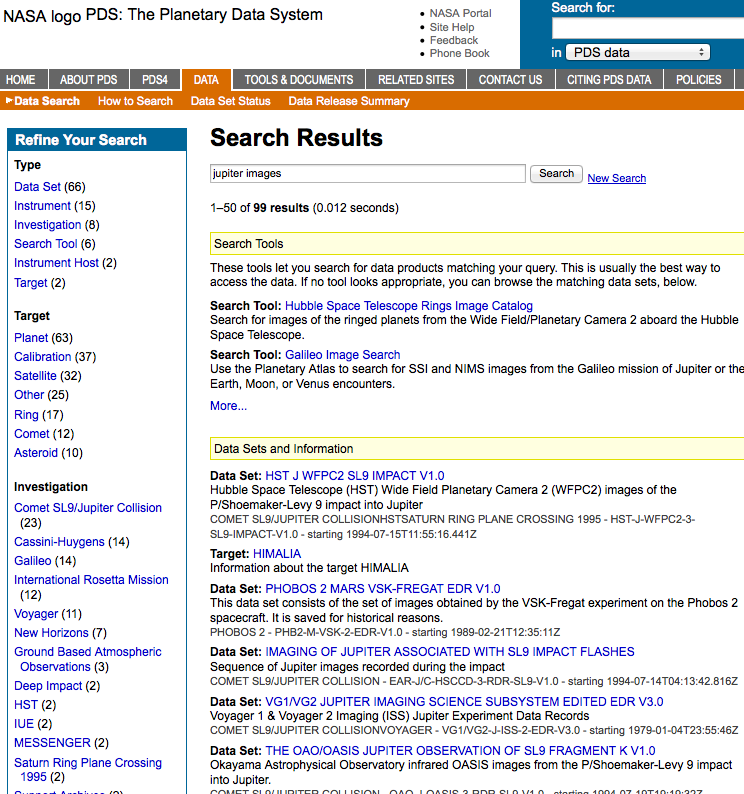 NASA logo PDS: The Planetary Data System
NASA Portal
Site Help
Feedback
Phone Book
Search for:
in PDS data
HOME ABOUT PDS PDS4 DATA TOOLS & DOCUMENTS RELATED SITES CONTACT US CITING PDS DATA POLICIES
Data Search How to Search Data Set Status Data Release Summary
Refine Your Search
Type
Data Set (66)
Instrument (15)
Investigation (8)
Search Tool (6)
Instrument Host (2)
Target (2)
Target
Planet (63)
Calibration (37)
Satellite (32)
Other (25)
Ring (17)
Comet (12)
Asteroid (10)
Investigation
Comet SL9/Jupiter Collision
(23)
Cassini-Huygens (14)
Galileo (14)
International Rosetta Mission
(12)
Voyager (11)
New Horizons (7)
Ground Based Atmospheric
Observations (3)
Deep Impact (2)
HST (2)
IUE (2)
MESSENGER (2)
Saturn Ring Plane Crossing
1995 (2)
Support Archives (2)
Search Results
jupiter images Search New Search
1–50 of 99 results (0.012 seconds)
Search Tools
These tools let you search for data products matching your query. This is usually the best way to
access the data. If no tool looks appropriate, you can browse the matching data sets, below.
Search Tool: Hubble Space Telescope Rings Image Catalog
Search for images of the ringed planets from the Wide Field/Planetary Camera 2 aboard the Hubble
Space Telescope.
Search Tool: Galileo Image Search
Use the Planetary Atlas to search for SSI and NIMS images from the Galileo mission of Jupiter or the
Earth, Moon, or Venus encounters.
More...
Data Sets and Information
Data Set: HST J WFPC2 SL9 IMPACT V1.0
Hubble Space Telescope (HST) Wide Field Planetary Camera 2 (WFPC2) images of the
P/Shoemaker-Levy 9 impact into Jupiter
COMET SL9/JUPITER COLLISIONHSTSATURN RING PLANE CROSSING 1995 - HST-J-WFPC2-3-
SL9-IMPACT-V1.0 - starting 1994-07-15T11:55:16.441Z
Target: HIMALIA
Information about the target HIMALIA
Data Set: PHOBOS 2 MARS VSK-FREGAT EDR V1.0
This data set consists of the set of images obtained by the VSK-Fregat experiment on the Phobos 2
spacecraft. It is saved for historical reasons.
PHOBOS 2 - PHB2-M-VSK-2-EDR-V1.0 - starting 1989-02-21T12:35:11Z
Data Set: IMAGING OF JUPITER ASSOCIATED WITH SL9 IMPACT FLASHES
Sequence of Jupiter images recorded during the impact
COMET SL9/JUPITER COLLISION - EAR-J/C-HSCCD-3-RDR-SL9-V1.0 - starting 1994-07-14T04:13:42.816Z
Data Set: VG1/VG2 JUPITER IMAGING SCIENCE SUBSYSTEM EDITED EDR V3.0
Voyager 1 & Voyager 2 Imaging (ISS) Jupiter Experiment Data Records
COMET SL9/JUPITER COLLISIONVOYAGER - VG1/VG2-J-ISS-2-EDR-V3.0 - starting 1979-01-04T23:55:46Z
Data Set: THE OAO/OASIS JUPITER OBSERVATION OF SL9 FRAGMENT K V1.0
Okayama Astrophysical Observatory infrared OASIS images from the P/Shoemaker-Levy 9 impact
into Jupiter.
COMET SL9/JUPITER COLLISION - OAO-J-OASIS-3-RDR-SL9-V1.0 - starting 1994-07-19T10:19:32Z